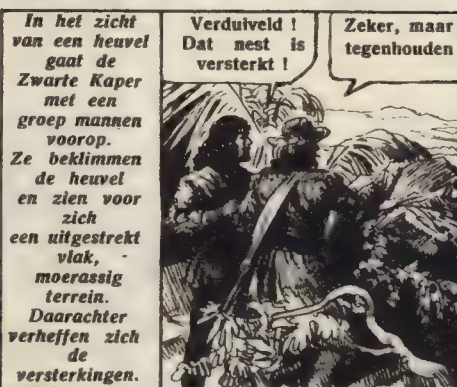 In het zicht
van een heuvel
gaat de
Zwarte Kaper
met een
groep mannen
voorop.
Ze beklimmen
de heuvel
en zien voor
zich
een uitgestrekt
vlak,
moerassig
terrein.
Daarachter
verheffen zich
de
versterkingen.
Verduiveld !
Dat nest is
versterkt !
Zeker, maar
tegenhouden